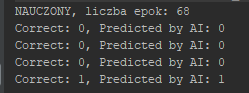 NAUCZONY, liczba epok: 68
Correct: 0, Predicted by AI: 0
Correct: 0, Predicted by AI: 0
Correct: 0, Predicted by AI: 0
Correct: 1, Predicted by AI: 1